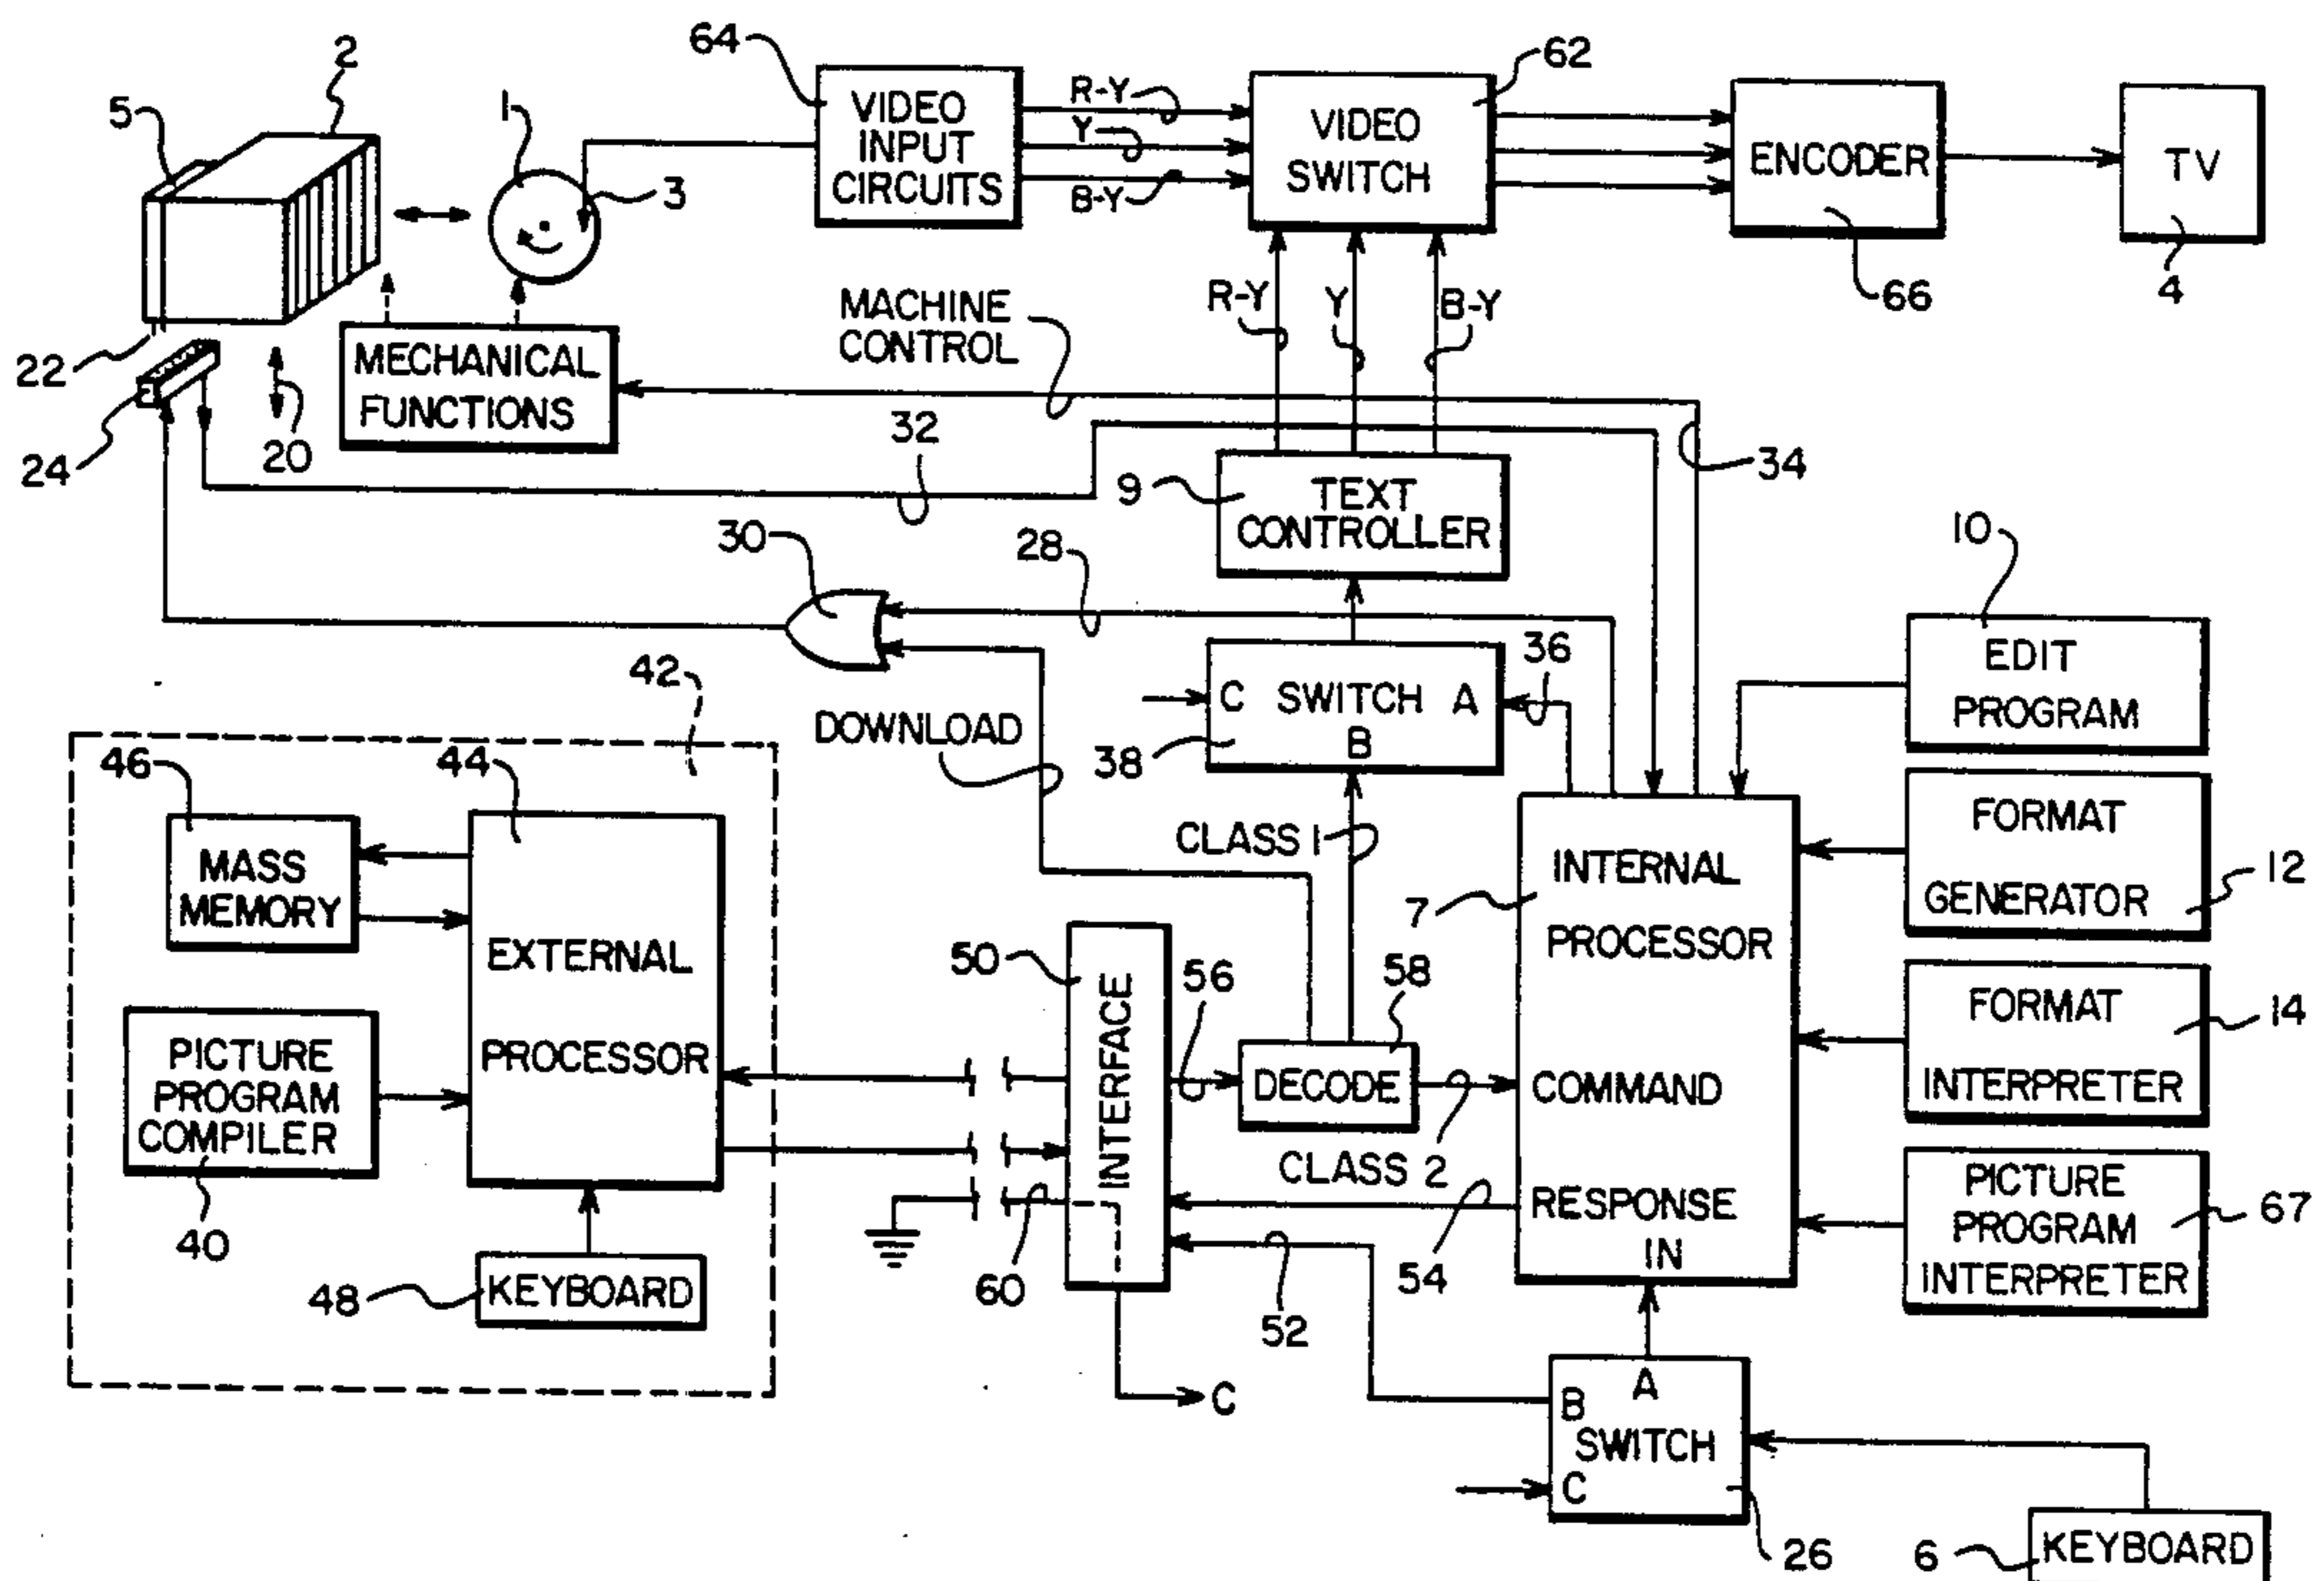 64
62
2
5
1
3
VIDEO
INPUT
CIRCUITS
R-Y
Y
B-Y
VIDEO
SWITCH
ENCODER
TV
66
4
R-Y
Y
B-Y
MACHINE
CONTROL
22
24
20
MECHANICAL
FUNCTIONS
32
34
9
TEXT
CONTROLLER
30
28
10
EDIT
PROGRAM
36
C SWITCH A
B
38
42
DOWNLOAD
46
44
MASS
MEMORY
CLASS 1
FORMAT
GENERATOR
12
7
INTERNAL
PROCESSOR
EXTERNAL
PROCESSOR
50
INTERFACE
56
58
DECODE
COMMAND
FORMAT
INTERPRETER
14
PICTURE
PROGRAM
COMPILER
40
CLASS 2
RESPONSE
IN
PICTURE
PROGRAM
INTERPRETER
67
48
KEYBOARD
60
52
54
C
A
B
SWITCH
C
26
6
KEYBOARD